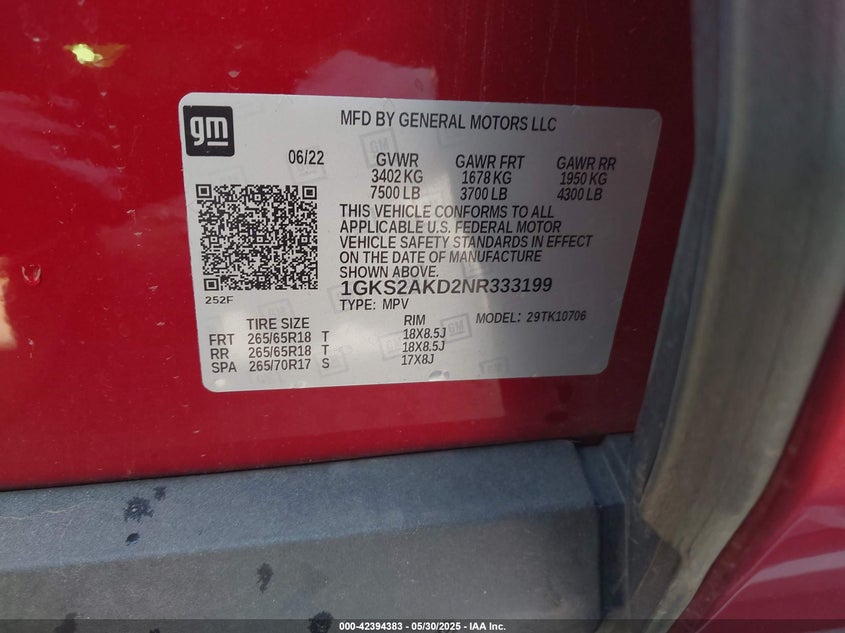 gm
MFD BY GENERAL MOTORS LLC
06/22 GVWR GAWR FRT GAWR RR
3402 KG 1678 KG 1950 KG
7500 LB 3700 LB 4300 LB
THIS VEHICLE CONFORMS TO ALL
APPLICABLE U.S. FEDERAL MOTOR
VEHICLE SAFETY STANDARDS IN EFFECT
ON THE DATE OF MANUFACTURE
SHOWN ABOVE.
252F
1GKS2AKD2NR333199
TYPE: MPV MODEL: 29TK10706
TIRE SIZE RIM
FRT 265/65R18 T 18X8.5J
RR 265/65R18 T 18X8.5J
SPA 265/70R17 S 17X8J
000-42394383 - 05/30/2025 - IAA Inc.